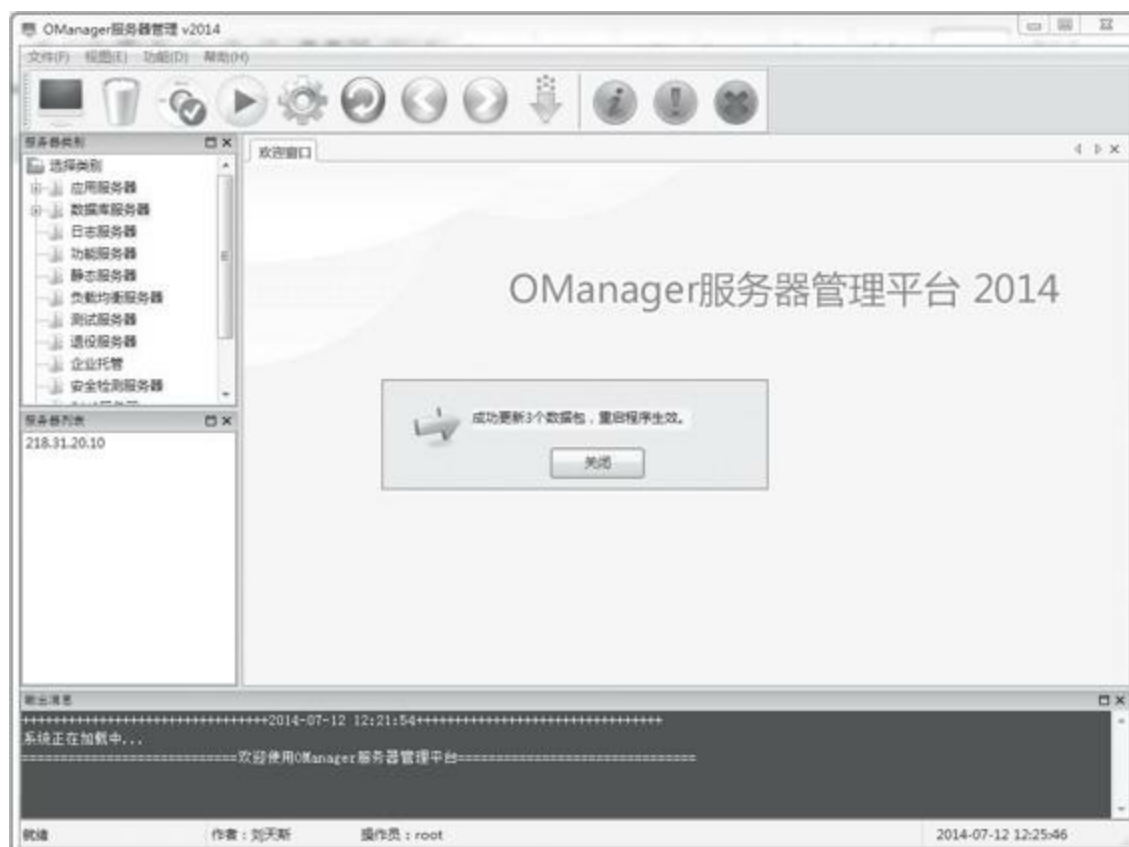 OManager服务器管理 v2014
文件(F) 视图(E) 功能(D) 帮助(H)
服务器类别
欢迎窗口
选择类别
应用服务器
数据库服务器
日志服务器
功能服务器
静态服务器
负载均衡服务器
测试服务器
退役服务器
企业托管
安全检测服务器
OManager服务器管理平台 2014
成功更新3个数据包，重启程序生效。
关闭
服务器列表
218.31.20.10
输出消息
++++++++++++++++++++++++++++++++2014-07-12 12:21:54++++++++++++++++++++++++++++++++
系统正在加载中...
============================欢迎使用OManager服务器管理平台===============================
就绪 作者：刘天斯 操作员：root 2014-07-12 12:25:46